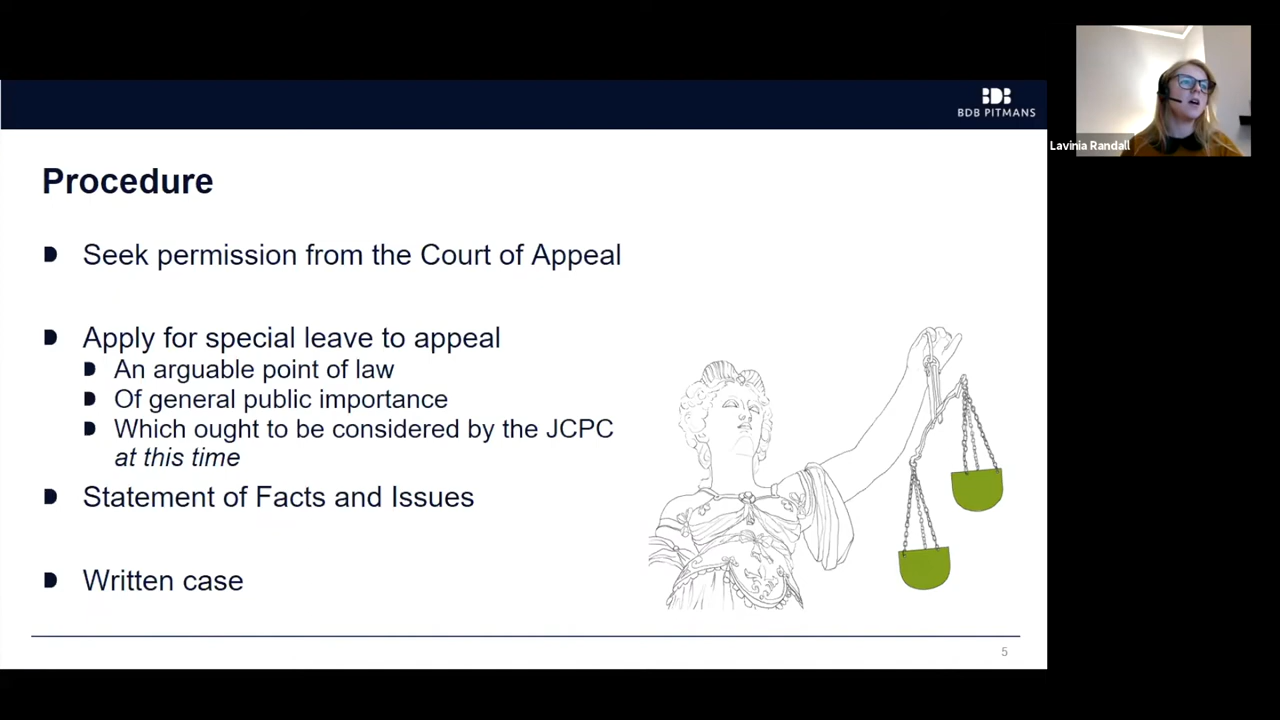 BDB
BDB PITMANS
Lavinia Randall
Procedure
Seek permission from the Court of Appeal
Apply for special leave to appeal
An arguable point of law
Of general public importance
Which ought to be considered by the JCPC
at this time
Statement of Facts and Issues
Written case
5